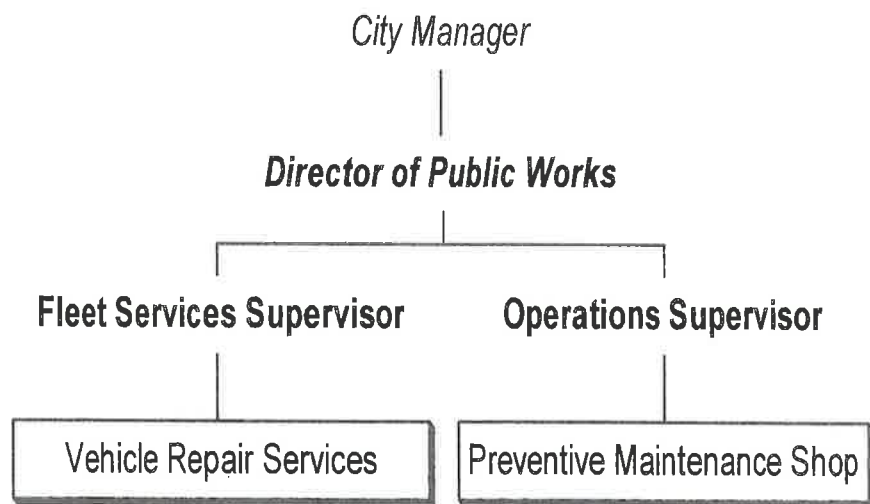 City Manager
Director of Public Works
Fleet Services Supervisor
Operations Supervisor
Vehicle Repair Services
Preventive Maintenance Shop